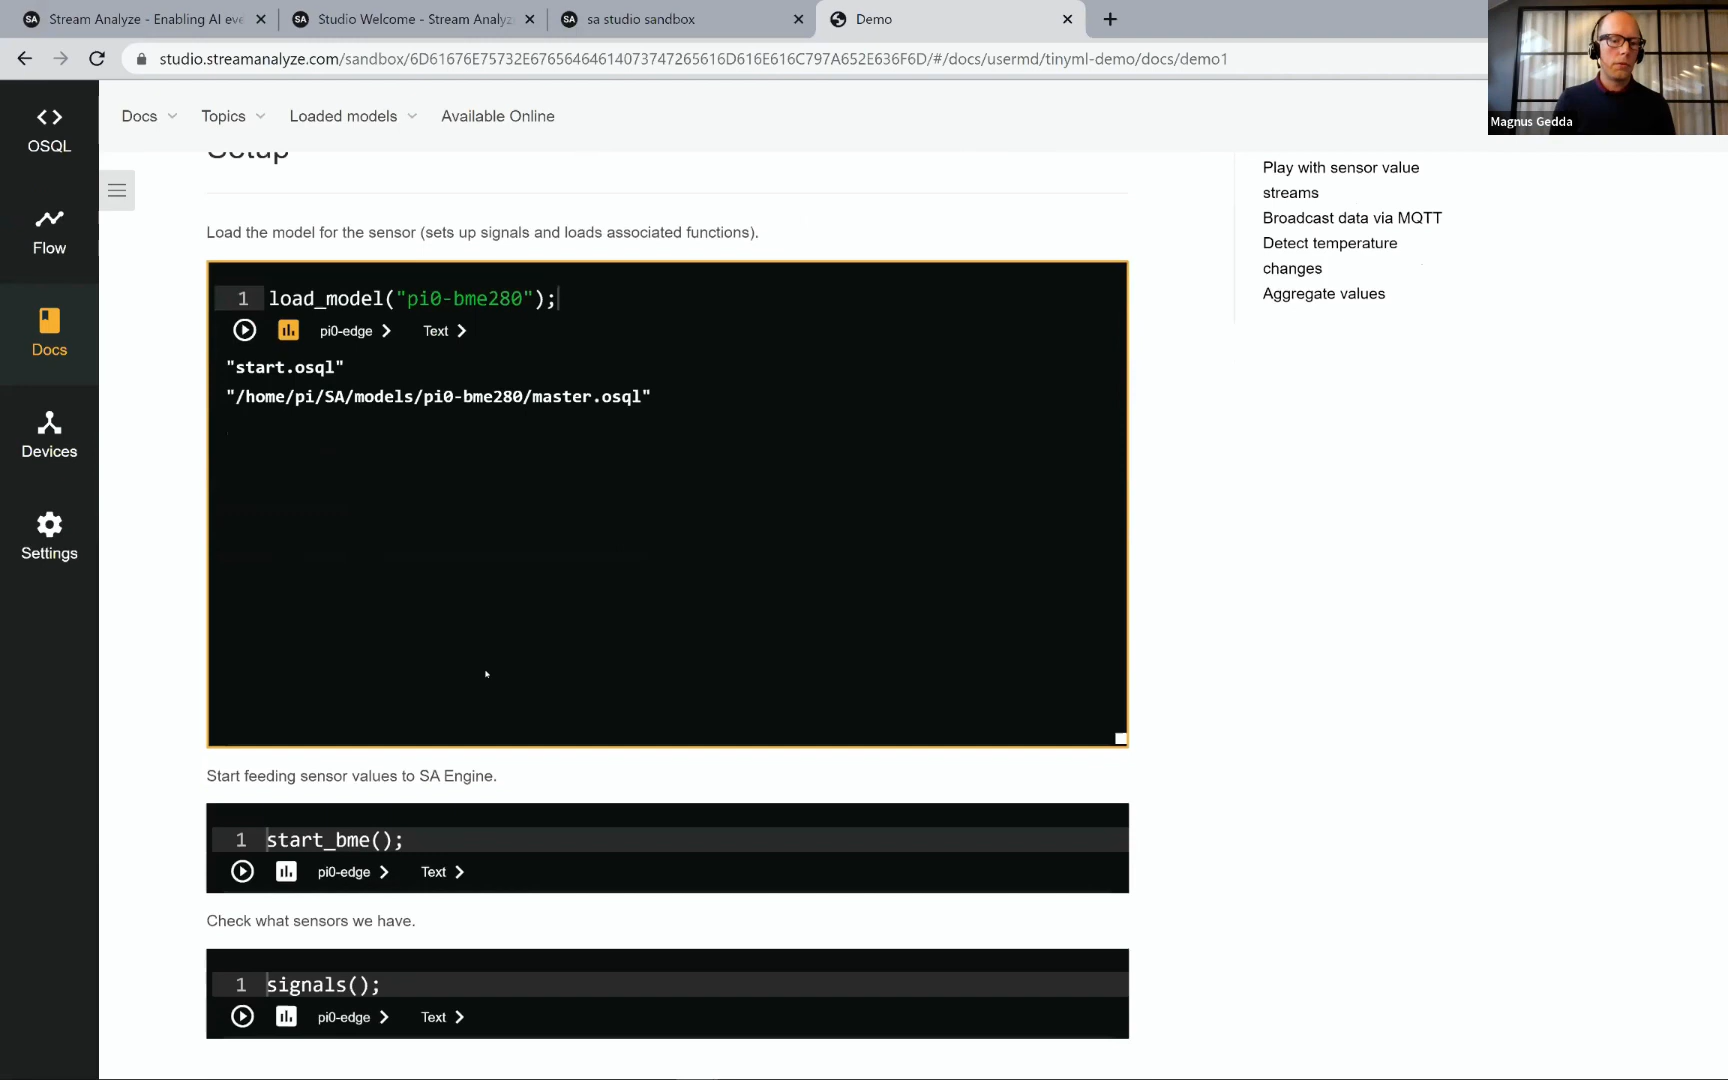 Stream Analyze - Enabling AI eve
Studio Welcome - Stream Analyz
sa studio sandbox
Demo
studio.streamanalyze.com/sandbox/6D61676E75732E67656464614073747265616D616E616C797A652E636F6D/#/docs/usermd/tinyml-demo/docs/demo1
Magnus Gedda
OSQL
Flow
Docs
Devices
Settings
Docs
Topics
Loaded models
Available Online
Setup
Load the model for the sensor (sets up signals and loads associated functions).
1 load_model("pi0-bme280");
pi0-edge Text
"start.osql"
"/home/pi/SA/models/pi0-bme280/master.osql"
Start feeding sensor values to SA Engine.
1 start_bme();
pi0-edge Text
Check what sensors we have.
1 signals();
pi0-edge Text
Play with sensor value
streams
Broadcast data via MQTT
Detect temperature
changes
Aggregate values